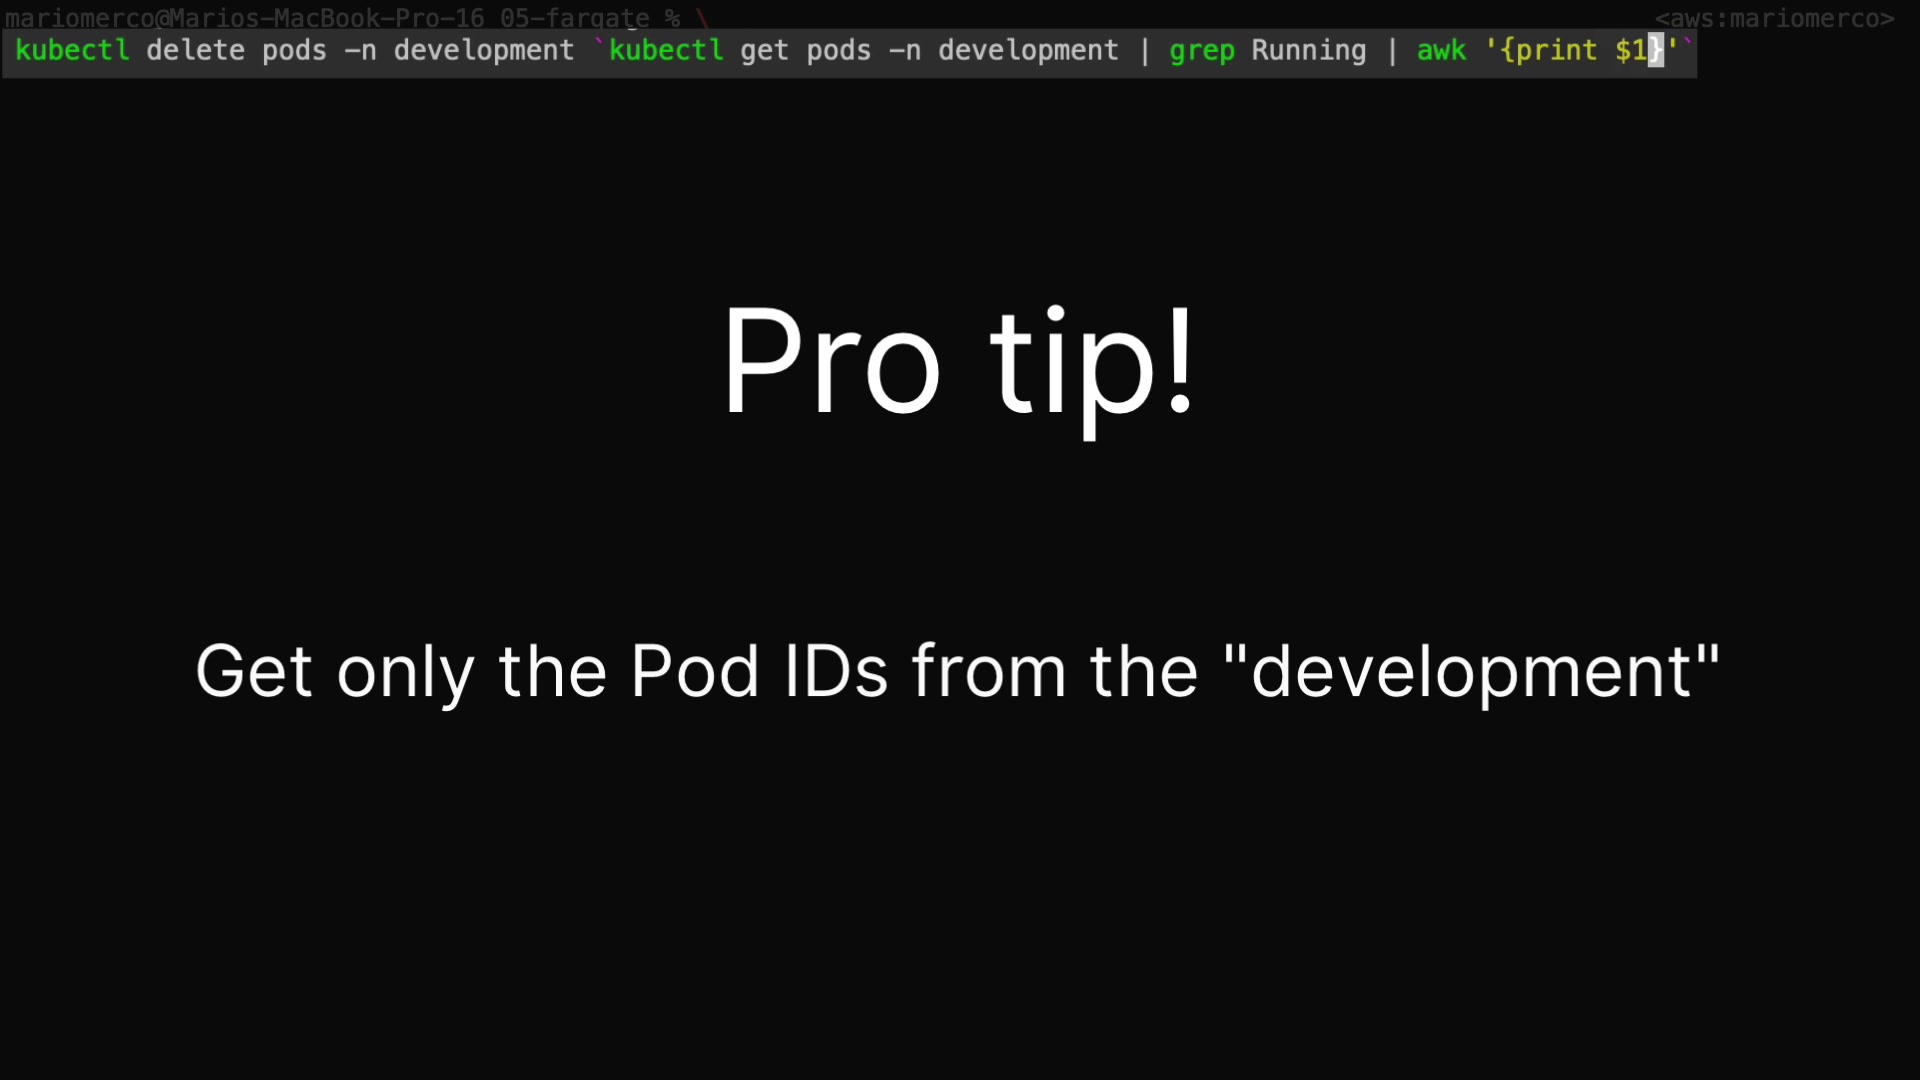 mariomerco@Marios-MacBook-Pro-16 05-fargate % \ <aws:mariomerco>
kubectl delete pods -n development `kubectl get pods -n development | grep Running | awk '{print $1}'`
Pro tip!
Get only the Pod IDs from the "development"